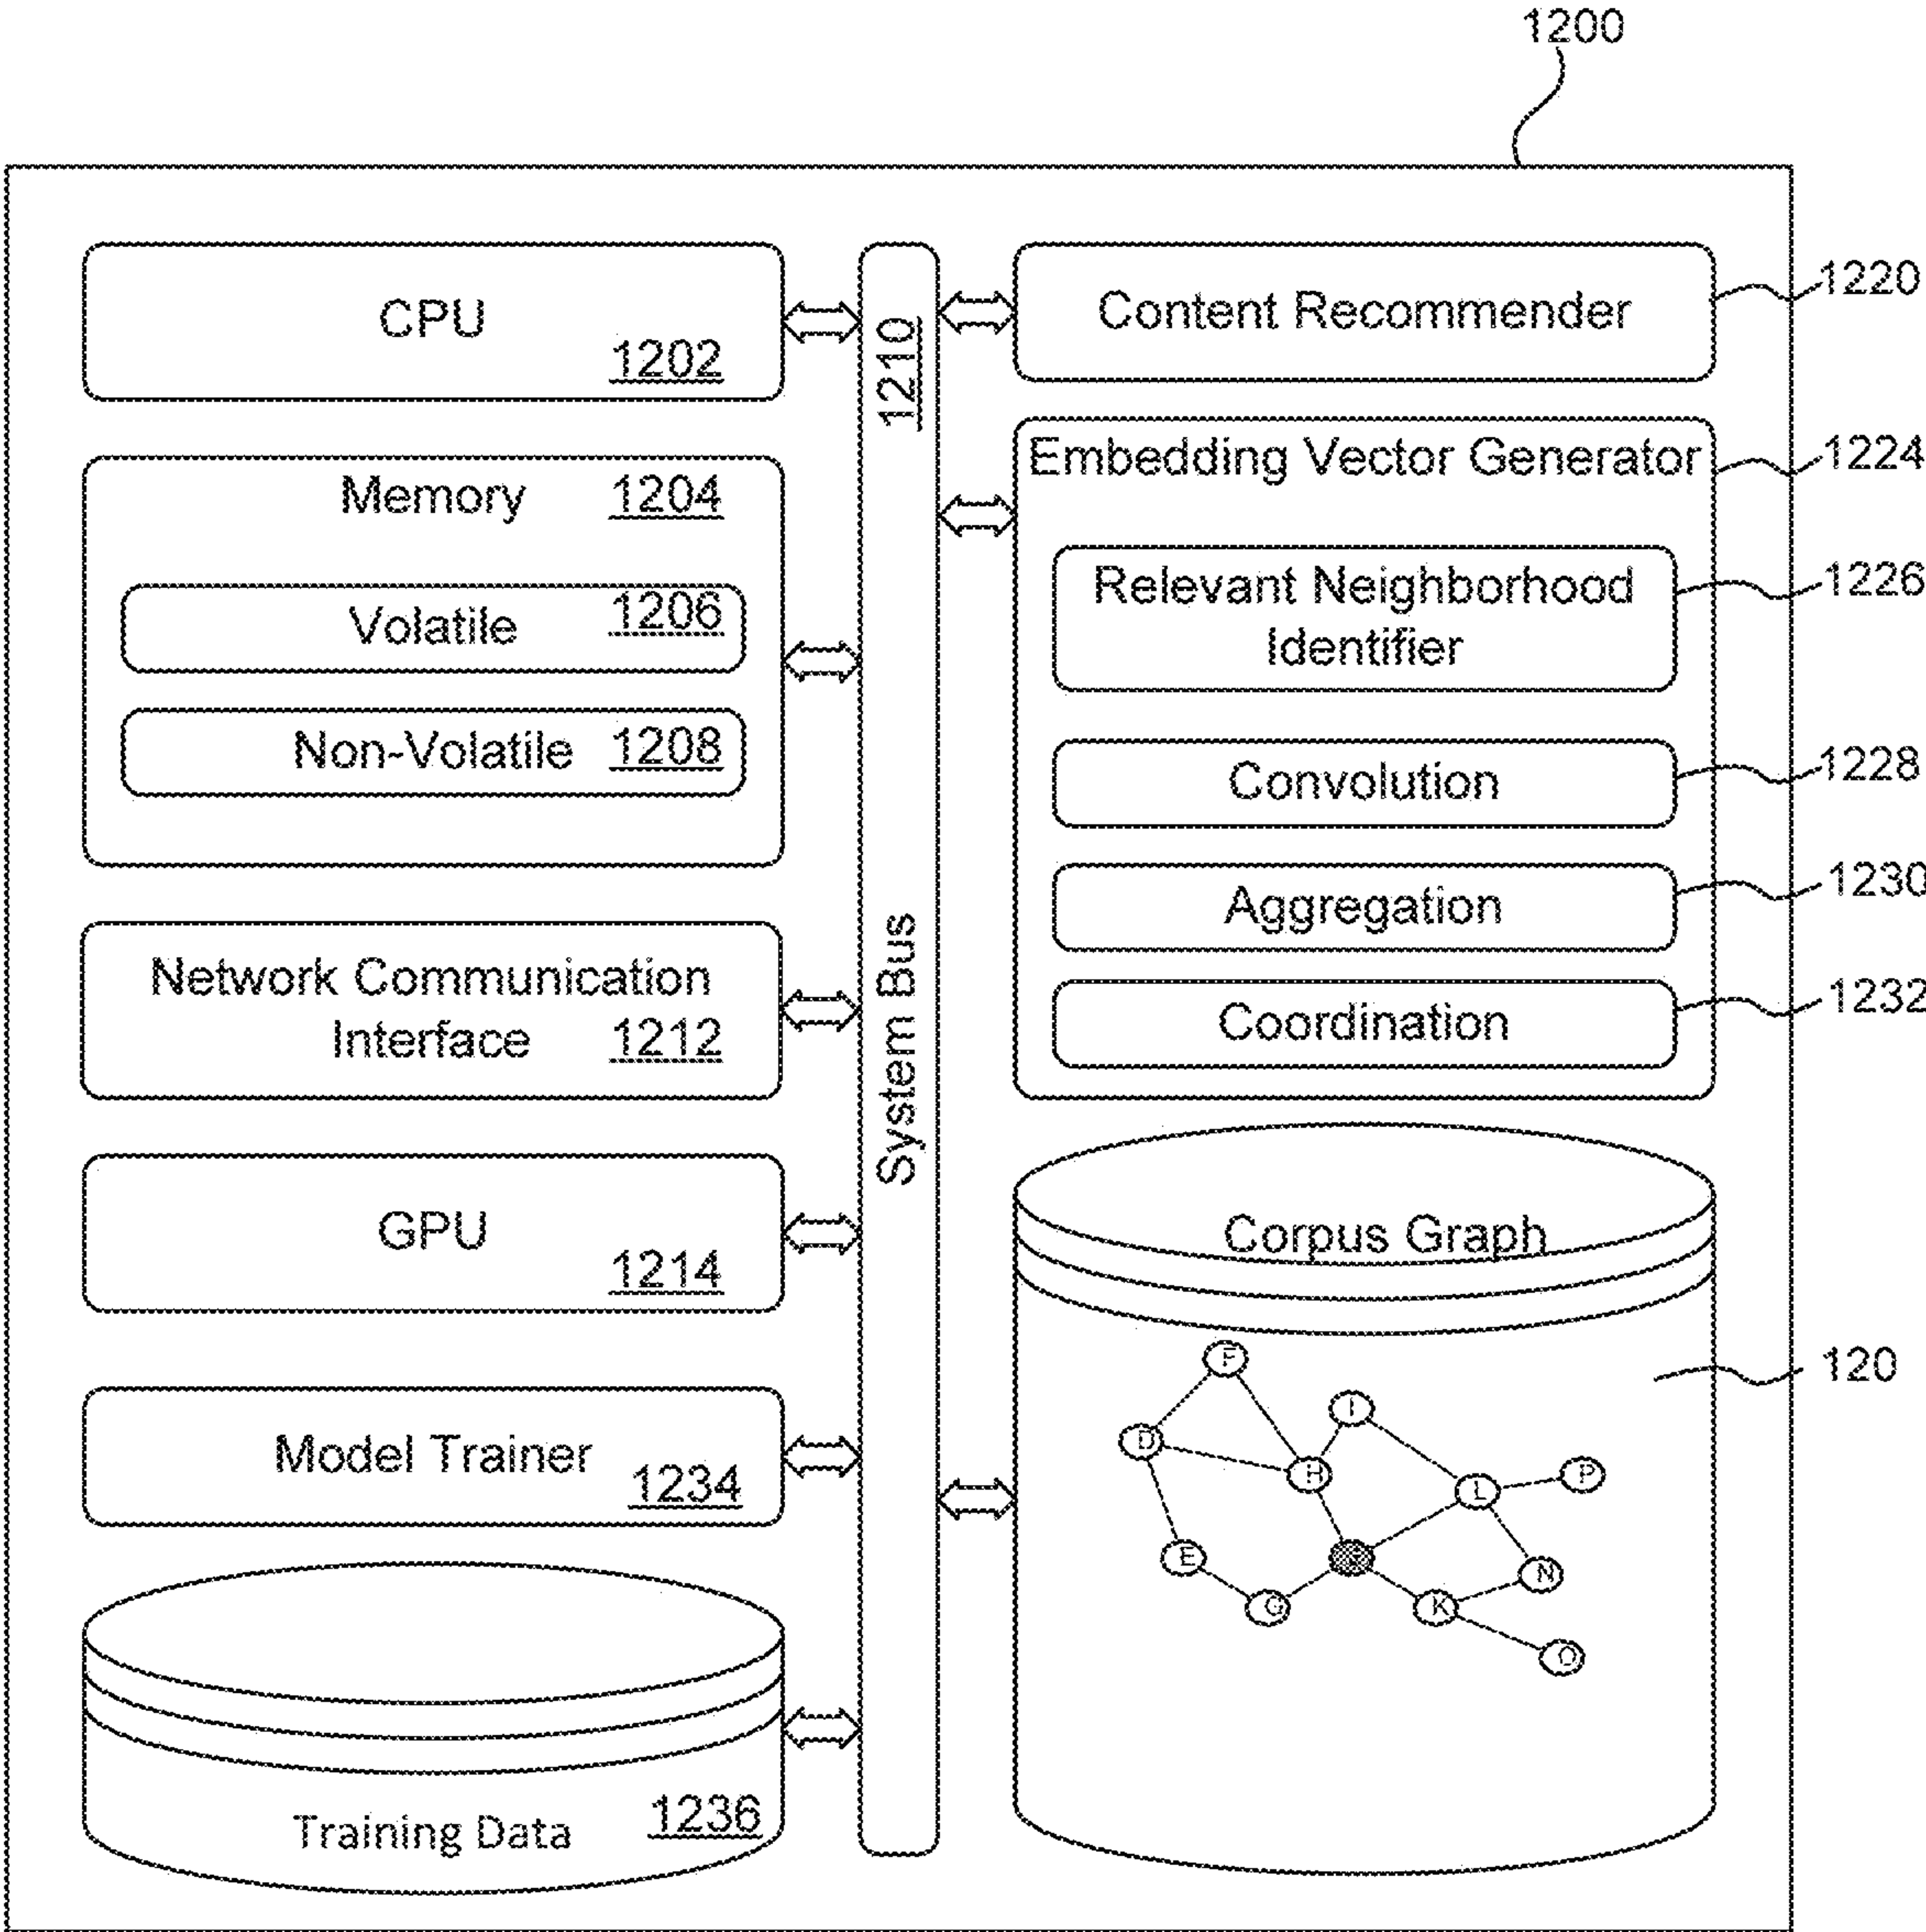 1200
CPU
1202
Memory 1204
Volatile 1206
Non-Volatile 1208
Network Communication
Interface 1212
GPU
1214
Model Trainer
1234
Training Data 1236
1210
System Bus
Content Recommender
1220
Embedding Vector Generator
1224
Relevant Neighborhood
Identifier
1226
Convolution
1228
Aggregation
1230
Coordination
1232
Corpus Graph
120
F
I
D
H
L
P
E
N
G
K
O